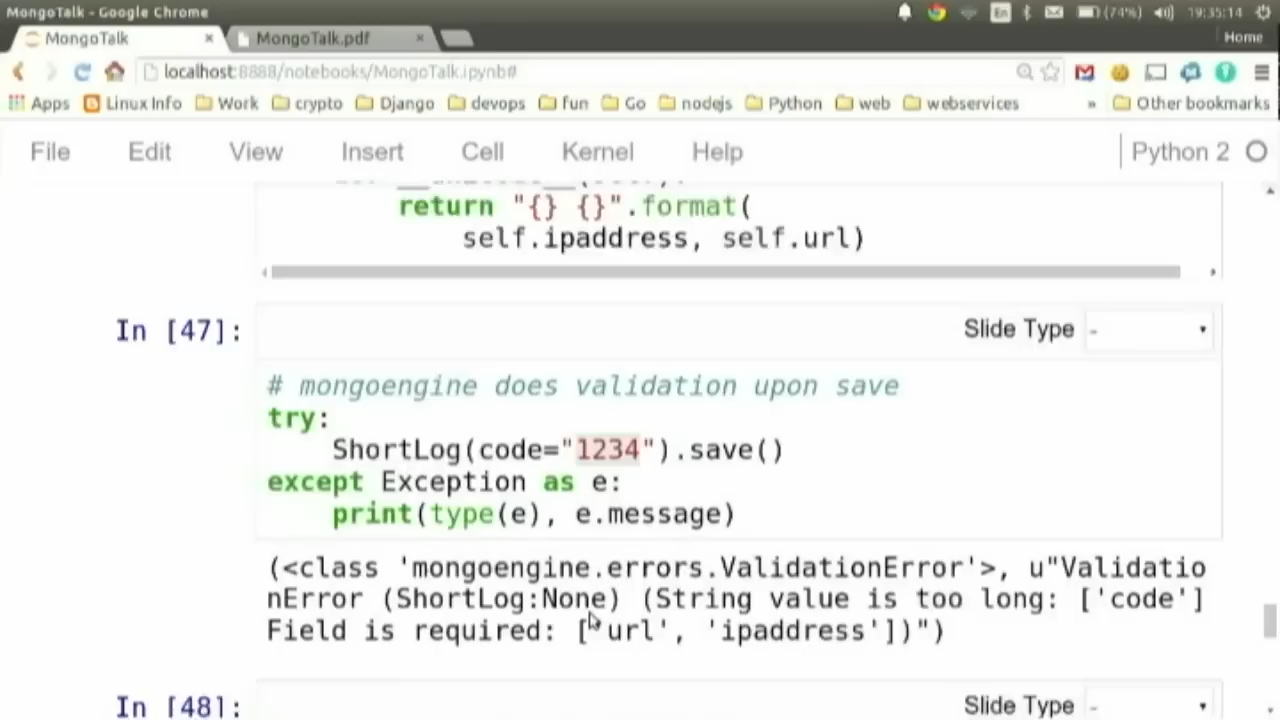 MongoTalk - Google Chrome
En (74%) 19:35:14
MongoTalk × MongoTalk.pdf × Home
localhost:8888/notebooks/MongoTalk.ipynb#
Apps Linux Info Work crypto Django devops fun Go nodejs Python web webservices » Other bookmarks
File Edit View Insert Cell Kernel Help Python 2
return "{} {}".format(
self.ipaddress, self.url)
In [47]: Slide Type -
# mongoengine does validation upon save
try:
ShortLog(code="1234").save()
except Exception as e:
print(type(e), e.message)
(<class 'mongoengine.errors.ValidationError'>, u"Validatio
nError (ShortLog:None) (String value is too long: ['code']
Field is required: ['url', 'ipaddress'])")
In [48]: Slide Type -